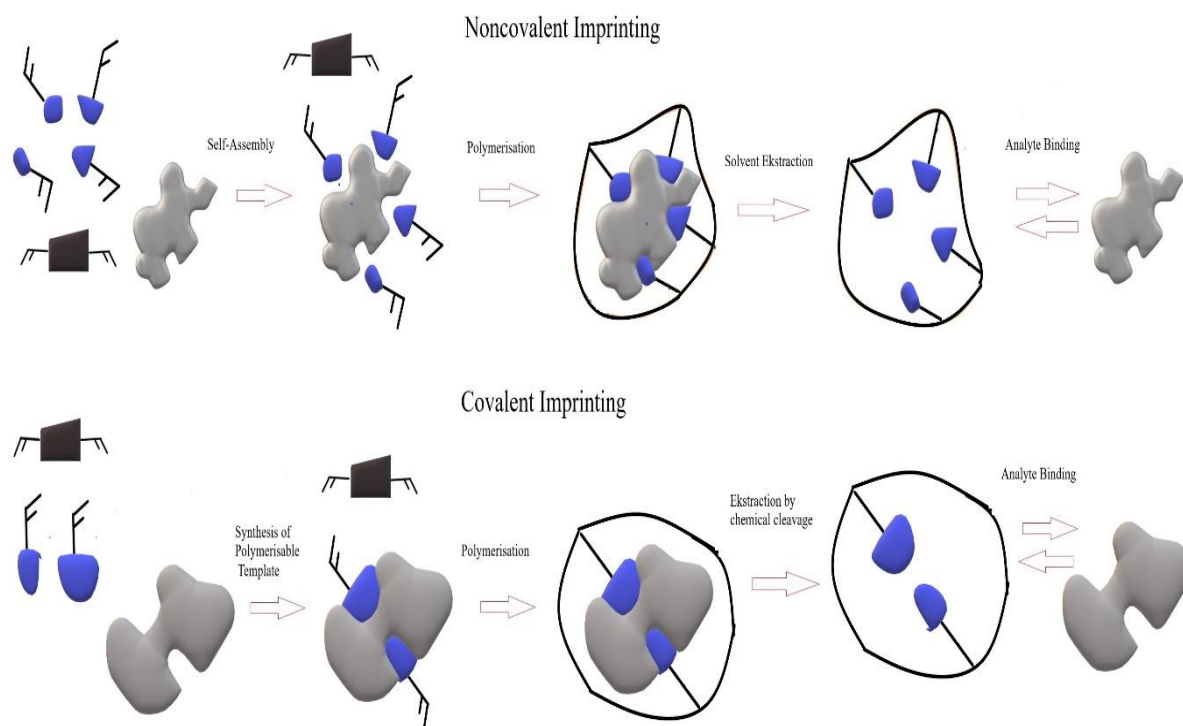 Noncovalent Imprinting
Self-Assembly
Polymerisation
Solvent Ekstraction
Analyte Binding
Covalent Imprinting
Synthesis of
Polymerisable
Template
Polymerisation
Ekstraction by
chemical cleavage
Analyte Binding